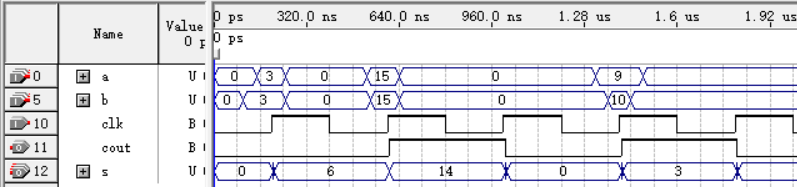 Name Value 0 p 0 ps 320.0 ns 640.0 ns 960.0 ns 1.28 us 1.6 us 1.92 us
0 ps
0 a U 0 3 0 15 0 9
5 b U 0 3 0 15 0 10
10 clk B
11 cout B
12 s U 0 6 14 0 3